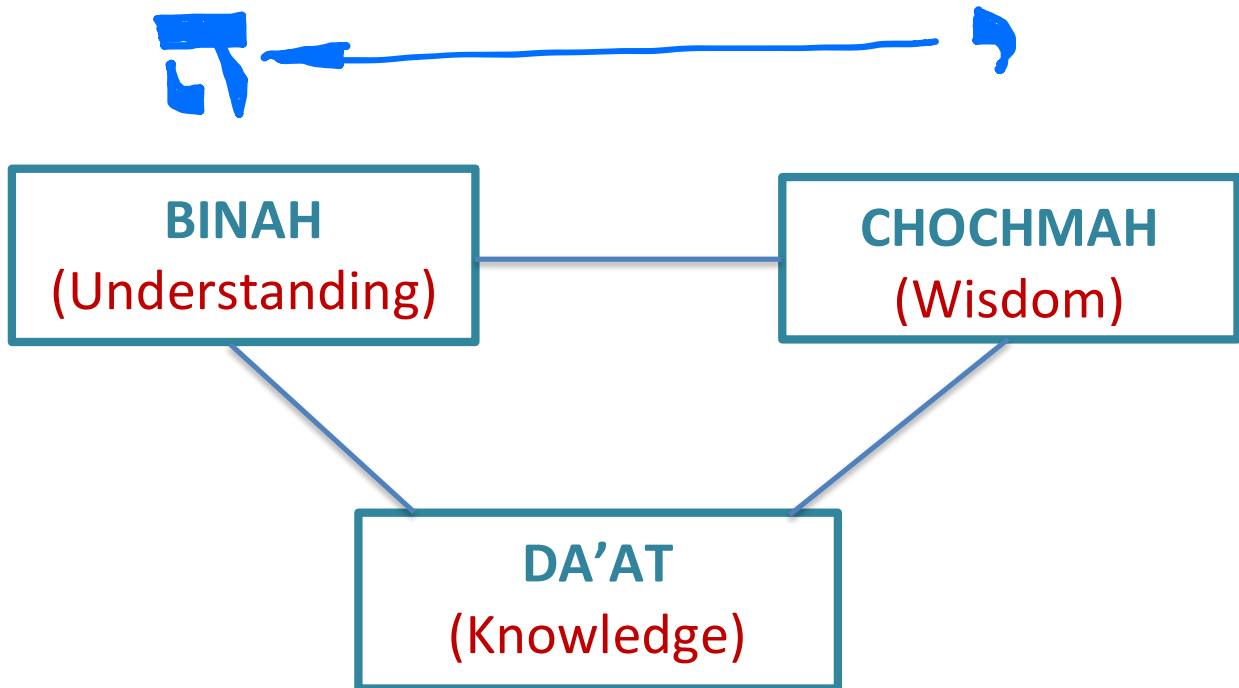 ה י
BINAH
(Understanding)
CHOCHMAH
(Wisdom)
DA’AT
(Knowledge)